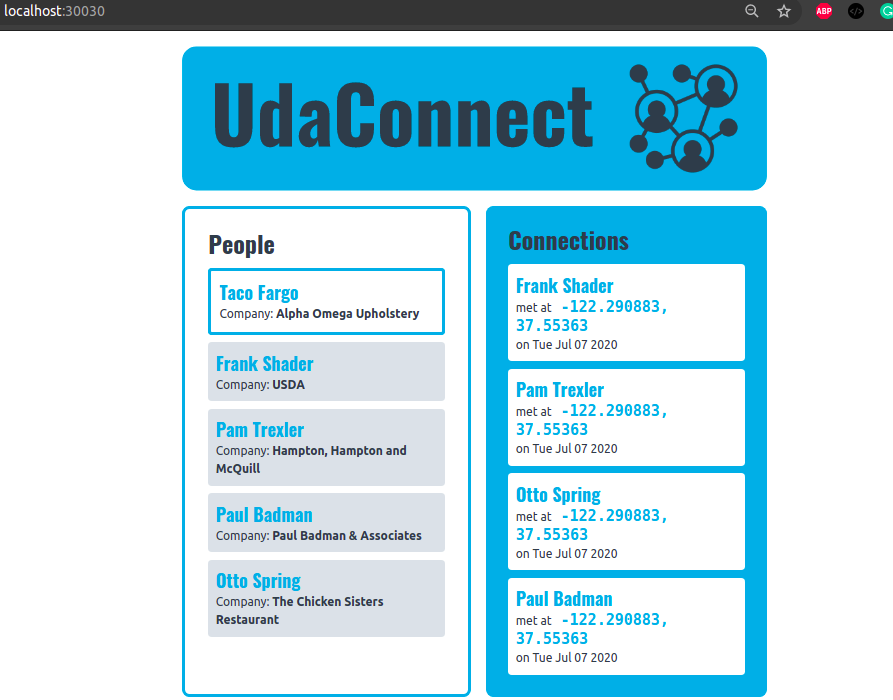 localhost:30030
ABP
</>
G
UdaConnect
People
Taco Fargo
Company: Alpha Omega Upholstery
Frank Shader
Company: USDA
Pam Trexler
Company: Hampton, Hampton and
McQuill
Paul Badman
Company: Paul Badman & Associates
Otto Spring
Company: The Chicken Sisters
Restaurant
Connections
Frank Shader
met at -122.290883,
37.55363
on Tue Jul 07 2020
Pam Trexler
met at -122.290883,
37.55363
on Tue Jul 07 2020
Otto Spring
met at -122.290883,
37.55363
on Tue Jul 07 2020
Paul Badman
met at -122.290883,
37.55363
on Tue Jul 07 2020